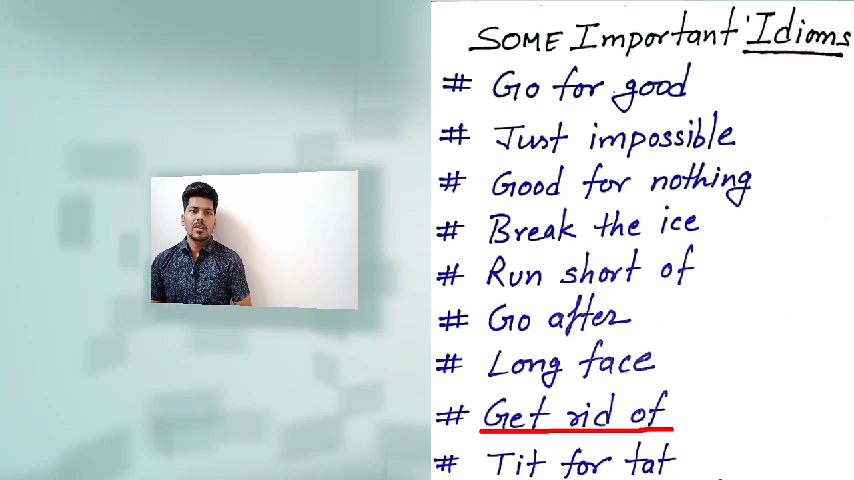 SOME Important 'Idioms
# Go for good
# Just impossible
# Good for nothing
# Break the ice
# Run short of
# Go after
# Long face
# Get rid of
# Tit for tat